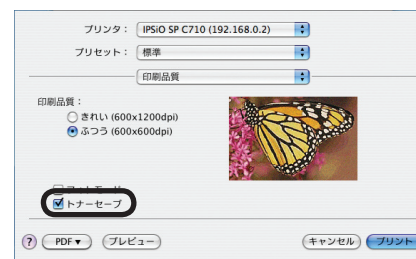 プリンタ： IPSiO SP C710 (192.168.0.2)
プリセット： 標準
印刷品質
印刷品質：
きれい (600x1200dpi)
ふつう (600x600dpi)
トナーセーブ
? PDF▼ プレビュー キャンセル プリント